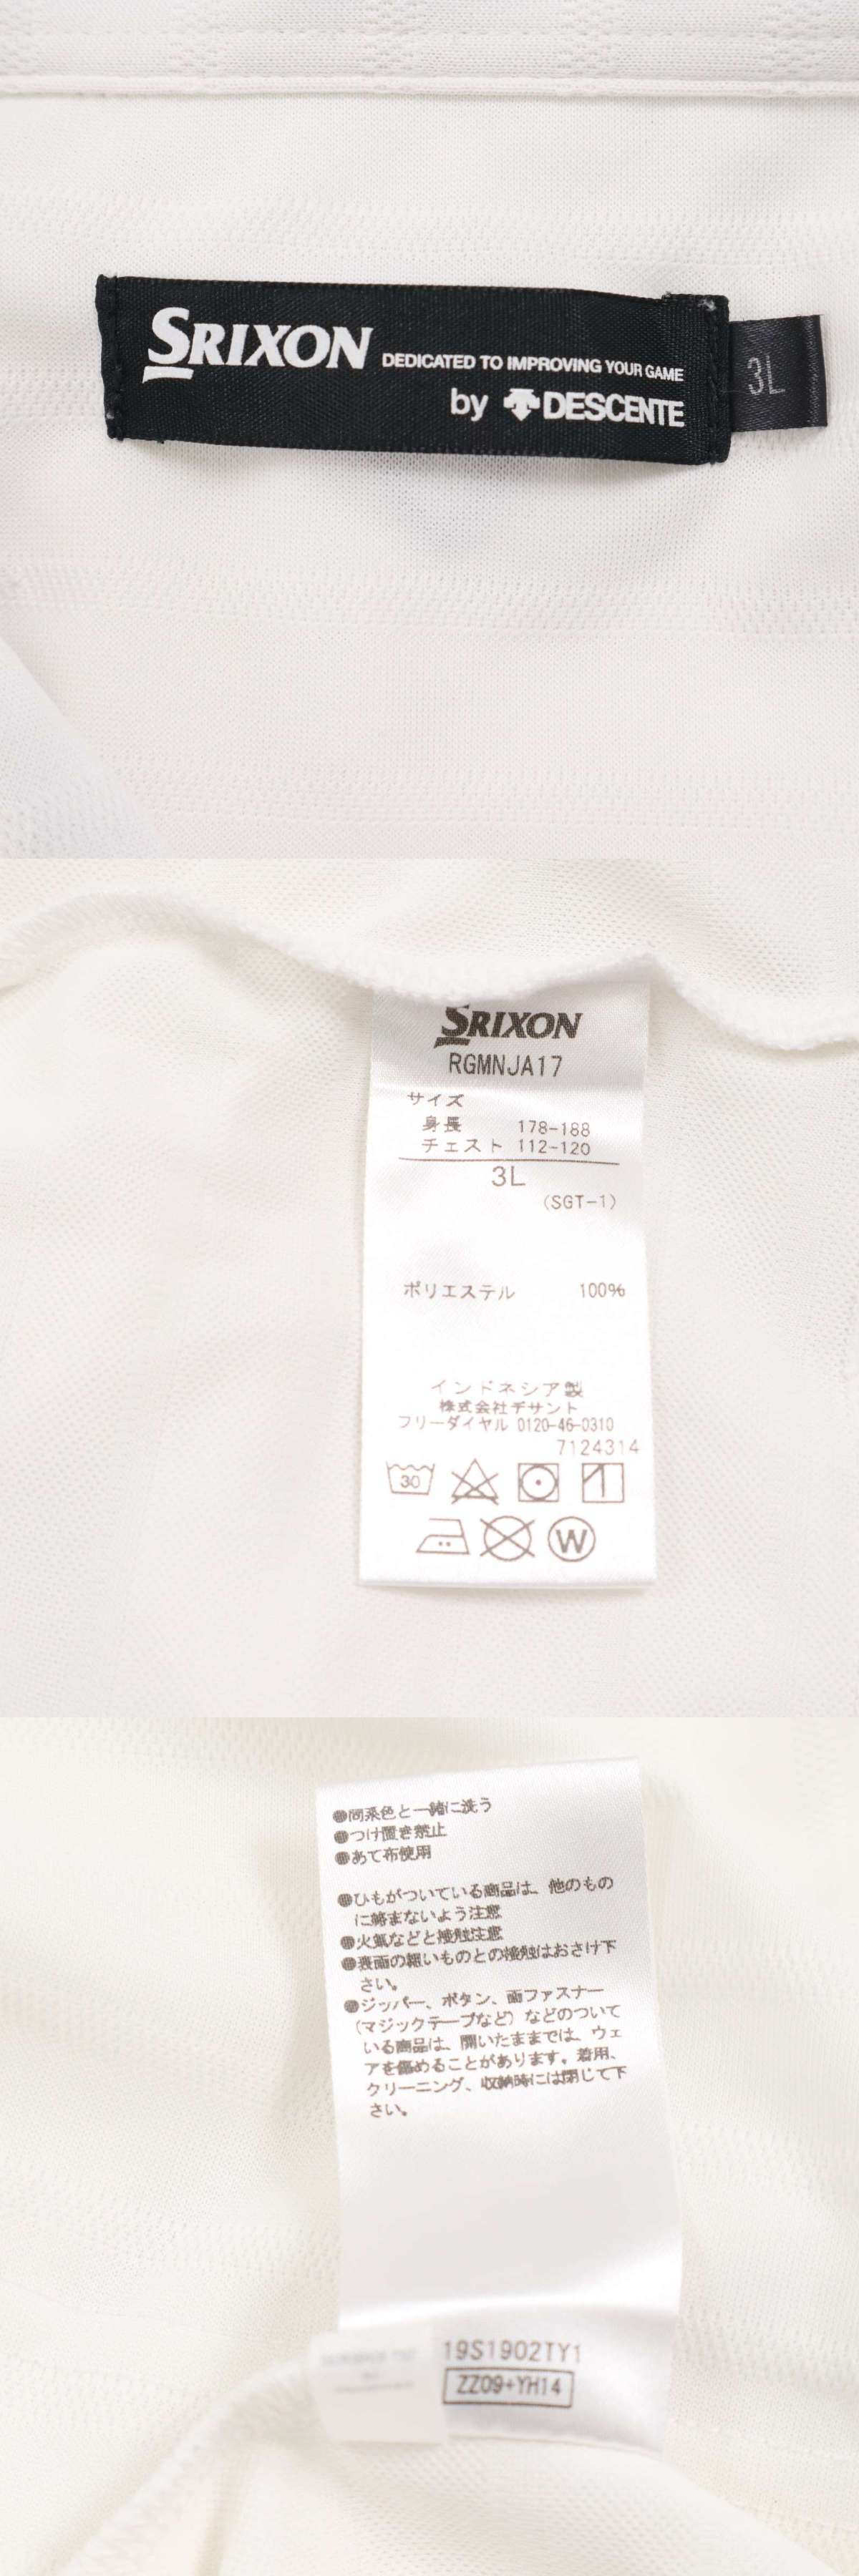 SRIXON DEDICATED TO IMPROVING YOUR GAME
by DESCENTE
3L
SRIXON
RGMNJA17
サイズ
身長 178-188
チェスト 112-120
3L
(SGT-1)
ポリエステル 100%
インドネシア製
株式会社デサント
フリーダイヤル 0120-46-0310
7124314
30
W
●同系色と一緒に洗う
●つけ置き禁止
●あて布使用
●ひもがついている商品は、他のもの
に絡まないよう注意
●火気などと接触注意
●表面の粗いものとの接触はおさけ下
さい。
●ジッパー、ボタン、面ファスナー
(マジックテープなど) などのついて
いる商品は、開いたままでは、ウェ
アを傷めることがあります。着用、
クリーニング、収納時には閉じて下
さい。
19S1902TY1
ZZ09+YH14